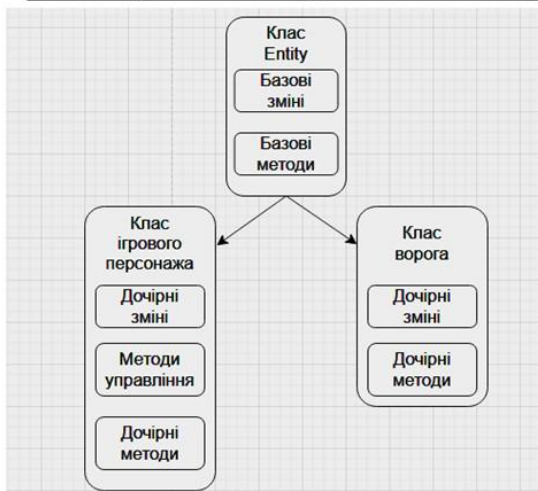 Клас
Entity
Базові
зміні
Базові
методи
Клас
ігрового
персонажа
Дочірні
зміні
Методи
управління
Дочірні
методи
Клас
ворога
Дочірні
зміні
Дочірні
методи